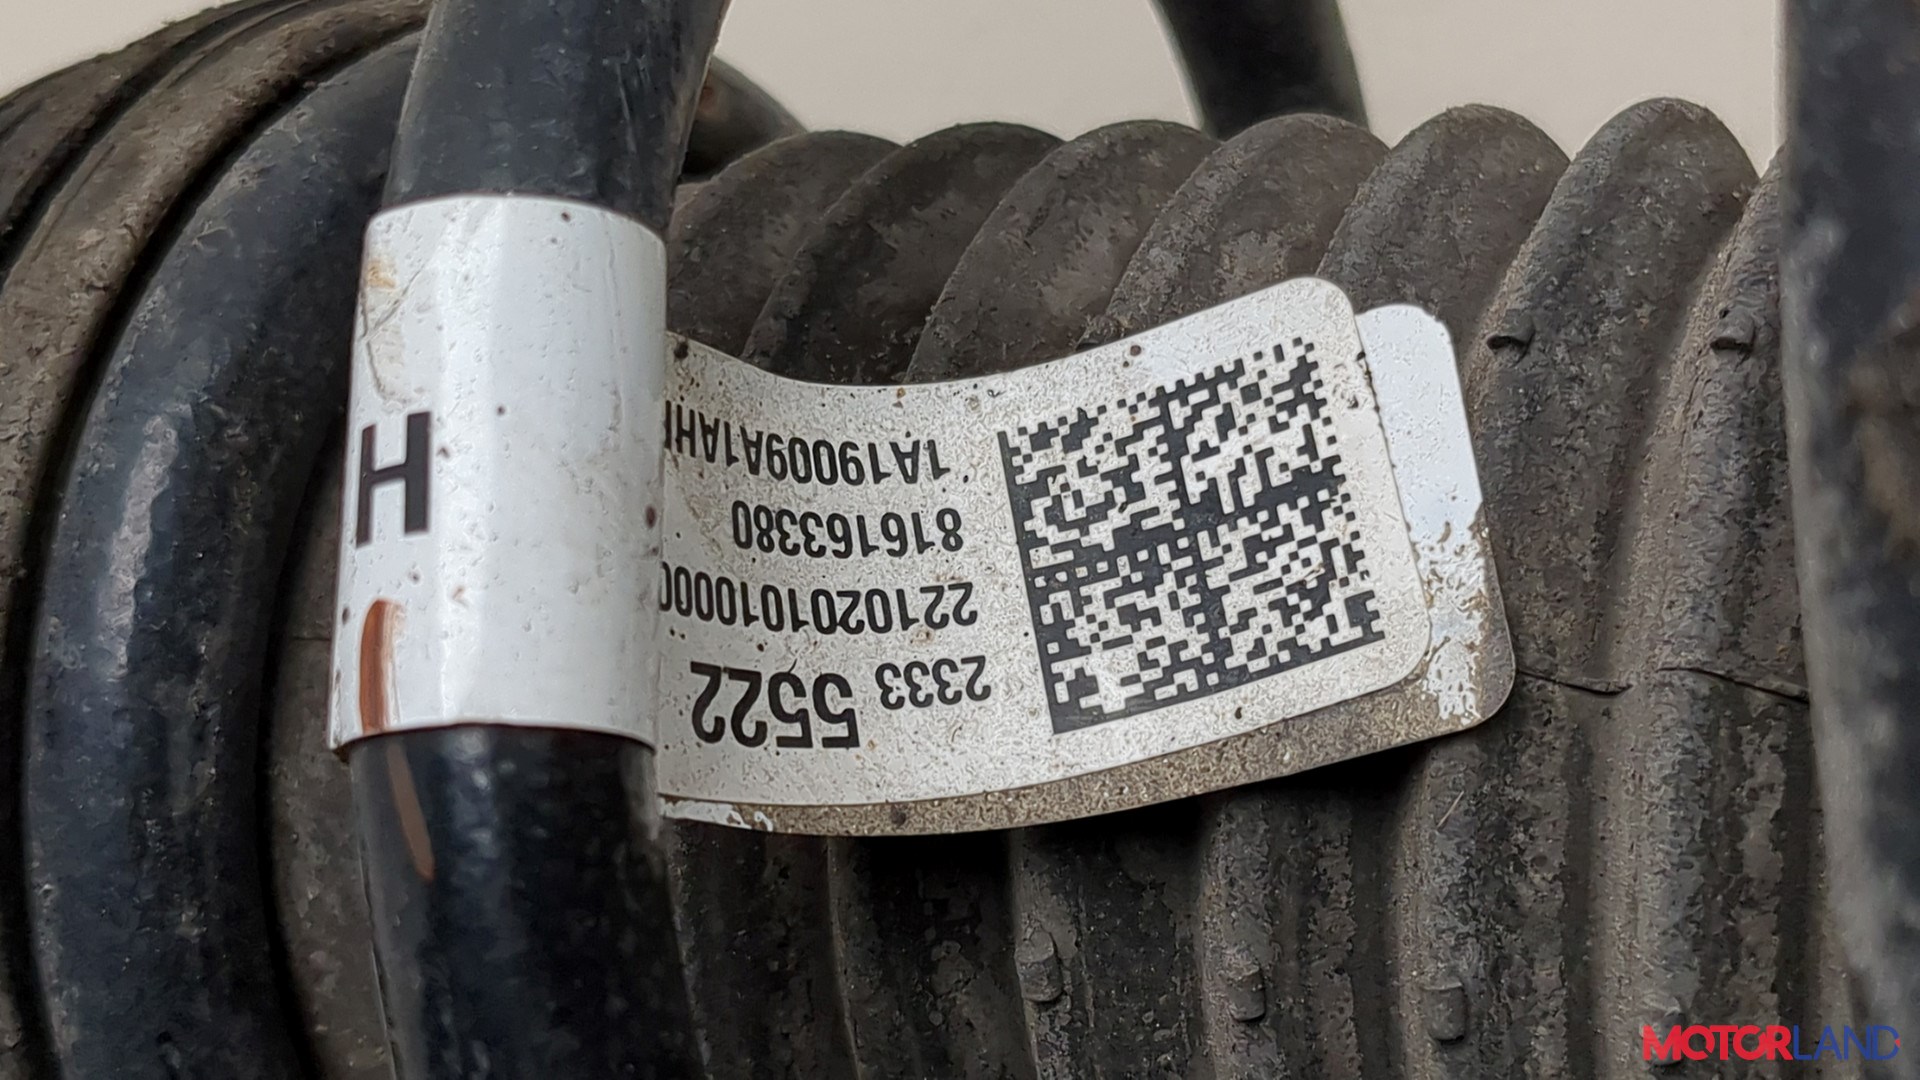 2333 5522
2210201010000
816163380
1A19009A1AH
H
MOTORLAND